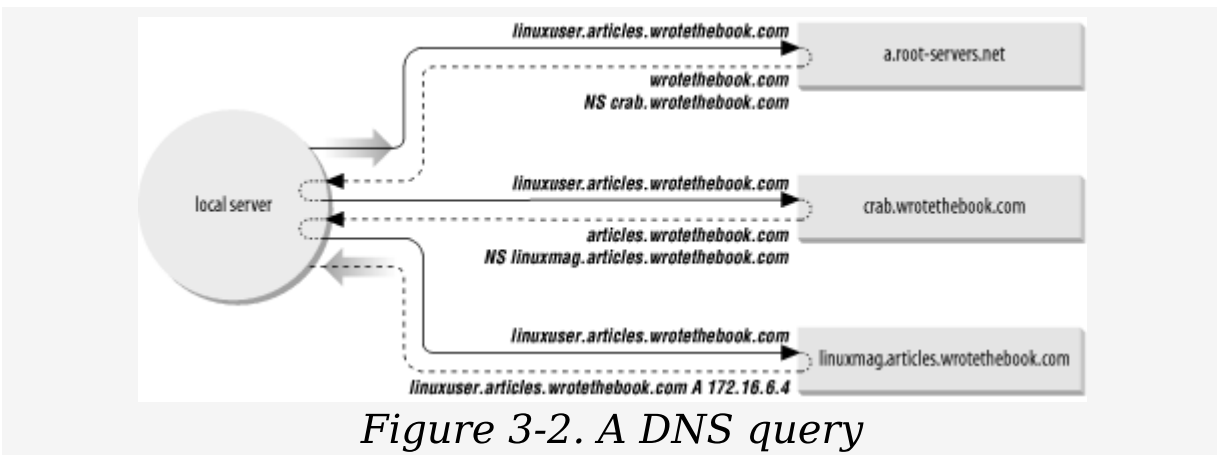 linuxuser.articles.wrotethebook.com
a.root-servers.net
wrotethebook.com
NS crab.wrotethebook.com
linuxuser.articles.wrotethebook.com
local server
crab.wrotethebook.com
articles.wrotethebook.com
NS linuxmag.articles.wrotethebook.com
linuxuser.articles.wrotethebook.com
linuxmag.articles.wrotethebook.com
linuxuser.articles.wrotethebook.com A 172.16.6.4
Figure 3-2. A DNS query